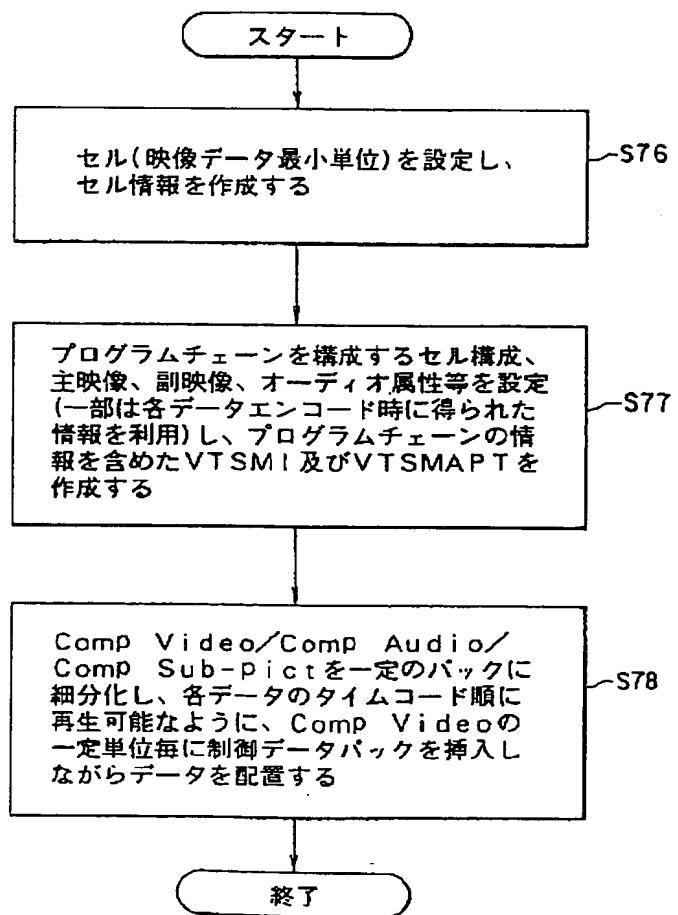 スタート
セル(映像データ最小単位)を設定し、
セル情報を作成する
S76
プログラムチェーンを構成するセル構成、
主映像、副映像、オーディオ属性等を設定
(一部は各データエンコード時に得られた
情報を利用)し、プログラムチェーンの情
報を含めたVTSMI及びVTSMAPTを
作成する
S77
Comp Video/Comp Audio/
Comp Sub-pictを一定のパックに
細分化し、各データのタイムコード順に
再生可能なように、Comp Videoの
一定単位毎に制御データパックを挿入し
ながらデータを配置する
S78
終了